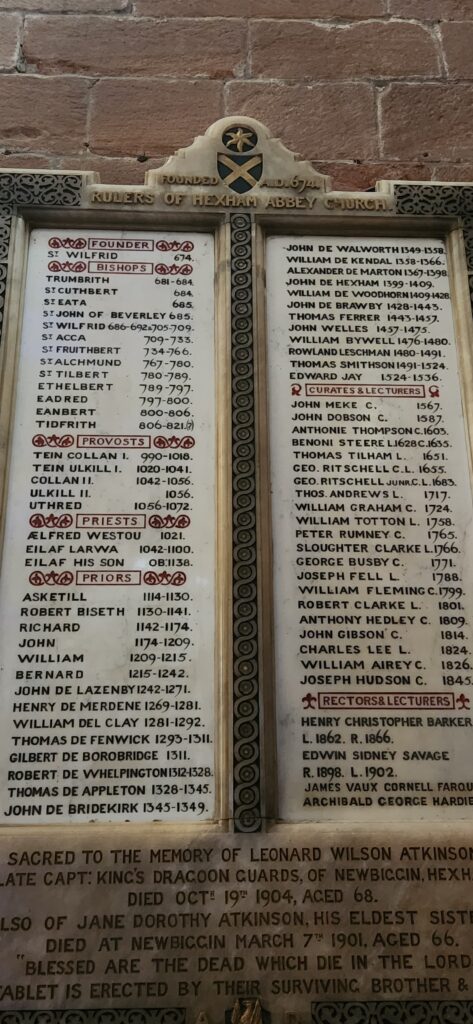 FOUNDED A.D. 674.
RULERS OF HEXHAM ABBEY CHURCH.
FOUNDER
ST WILFRID 674.
BISHOPS
TRUMBRITH 681-684.
ST CUTHBERT 684.
ST EATA 685.
ST JOHN OF BEVERLEY 685.
ST WILFRID 686-692 & 705-709.
ST ACCA 709-733.
ST FRUITHBERT 734-766.
ST ALCHMUND 767-780.
ST TILBERT 780-789.
ETHELBERT 789-797.
EADRED 797-800.
EANBERT 800-806.
TIDFRITH 806-821.(?)
PROVOSTS
TEIN COLLAN I. 990-1018.
TEIN ULKILL I. 1020-1041.
COLLAN II. 1042-1056.
ULKILL II. 1056.
UTHRED 1056-1072.
PRIESTS
ÆLFRED WESTOU 1021.
EILAF LARWA 1042-1100.
EILAF HIS SON OB: 1138.
PRIORS
ASKETILL 1114-1130.
ROBERT BISETH 1130-1141.
RICHARD 1142-1174.
JOHN 1174-1209.
WILLIAM 1209-1215.
BERNARD 1215-1242.
JOHN DE LAZENBY 1242-1271.
HENRY DE MERDENE 1269-1281.
WILLIAM DEL CLAY 1281-1292.
THOMAS DE FENWICK 1293-1311.
GILBERT DE BOROBRIDGE 1311.
ROBERT DE WHELPINGTON 1312-1328.
THOMAS DE APPLETON 1328-1345.
JOHN DE BRIDEKIRK 1345-1349.
JOHN DE WALWORTH 1349-1358.
WILLIAM DE KENDAL 1358-1366.
ALEXANDER DE MARTON 1367-1398.
JOHN DE HEXHAM 1399-1409.
WILLIAM DE WOODHORN 1409-1428.
JOHN DE BRAWBY 1428-1443.
THOMAS FERRER 1443-1457.
JOHN WELLES 1457-1475.
WILLIAM BYWELL 1476-1480.
ROWLAND LESCHMAN 1480-1491.
THOMAS SMITHSON 1491-1524.
EDWARD JAY 1524-1536.
CURATES & LECTURERS
JOHN MEKE C. 1567.
JOHN DOBSON C. 1587.
ANTHONIE THOMPSON C. 1603.
BENONI STEERE L. 1628 C. 1635.
THOMAS TILHAM L. 1651.
GEO. RITSCHELL C. L. 1655.
GEO. RITSCHELL JUNR. C. L. 1683.
THOS. ANDREWS L. 1717.
WILLIAM GRAHAM C. 1724.
WILLIAM TOTTON L. 1758.
PETER RUMNEY C. 1765.
SLOUGHTER CLARKE L. 1766.
GEORGE BUSBY C. 1771.
JOSEPH FELL L. 1788.
WILLIAM FLEMING C. 1799.
ROBERT CLARKE L. 1801.
ANTHONY HEDLEY C. 1809.
JOHN GIBSON C. 1814.
CHARLES LEE L. 1824.
WILLIAM AIREY C. 1826.
JOSEPH HUDSON C. 1845.
RECTORS & LECTURERS
HENRY CHRISTOPHER BARKER
L. 1862. R. 1866.
EDWIN SIDNEY SAVAGE
R. 1898. L. 1902.
JAMES VAUX CORNELL FARQU
ARCHIBALD GEORGE HARDI
SACRED TO THE MEMORY OF LEONARD WILSON ATKINSON
LATE CAPT: KING'S DRAGOON GUARDS, OF NEWBIGGIN, HEXH
DIED OCTR 19TH 1904, AGED 68.
LSO OF JANE DOROTHY ATKINSON, HIS ELDEST SIST
DIED AT NEWBIGGIN MARCH 7TH 1901, AGED 66.
"BLESSED ARE THE DEAD WHICH DIE IN THE LORD
TABLET IS ERECTED BY THEIR SURVIVING BROTHER &